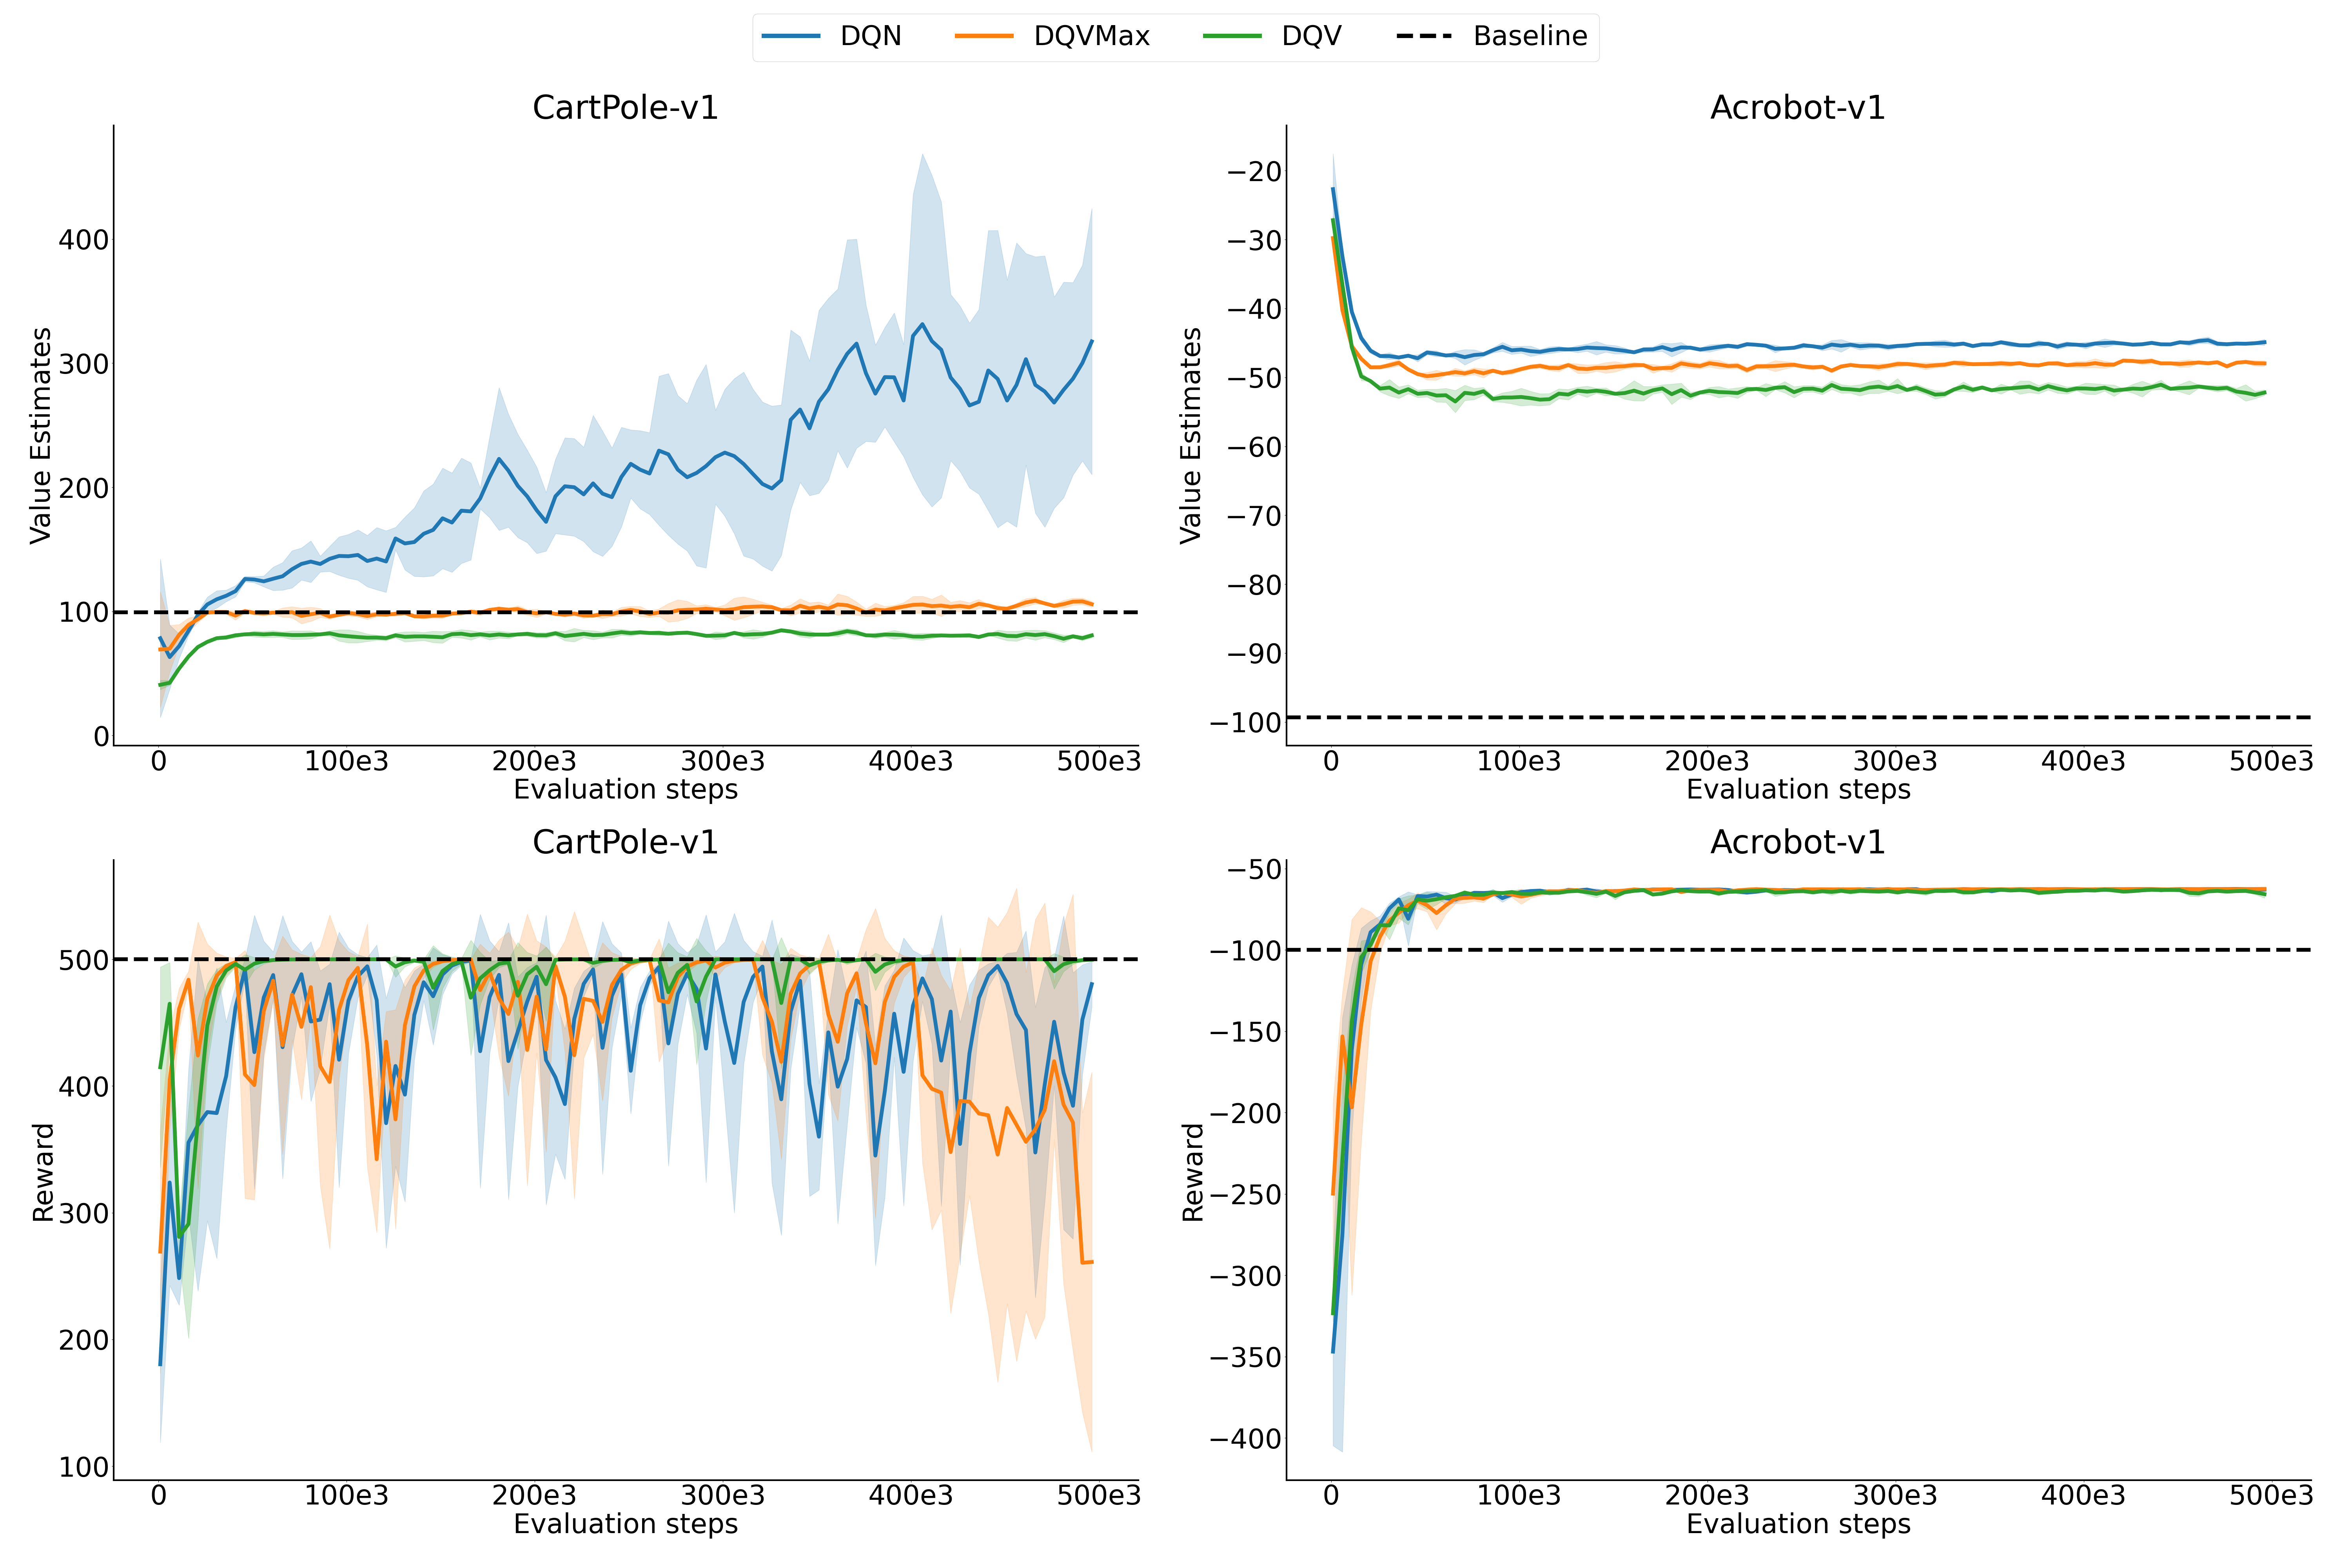 DQN DQVMax DQV Baseline
CartPole-v1
Value Estimates
400
300
200
100
0
0 100e3 200e3 300e3 400e3 500e3
Evaluation steps
Acrobot-v1
Value Estimates
−20
−30
−40
−50
−60
−70
−80
−90
−100
0 100e3 200e3 300e3 400e3 500e3
Evaluation steps
CartPole-v1
Reward
500
400
300
200
100
0 100e3 200e3 300e3 400e3 500e3
Evaluation steps
Acrobot-v1
Reward
−50
−100
−150
−200
−250
−300
−350
−400
0 100e3 200e3 300e3 400e3 500e3
Evaluation steps